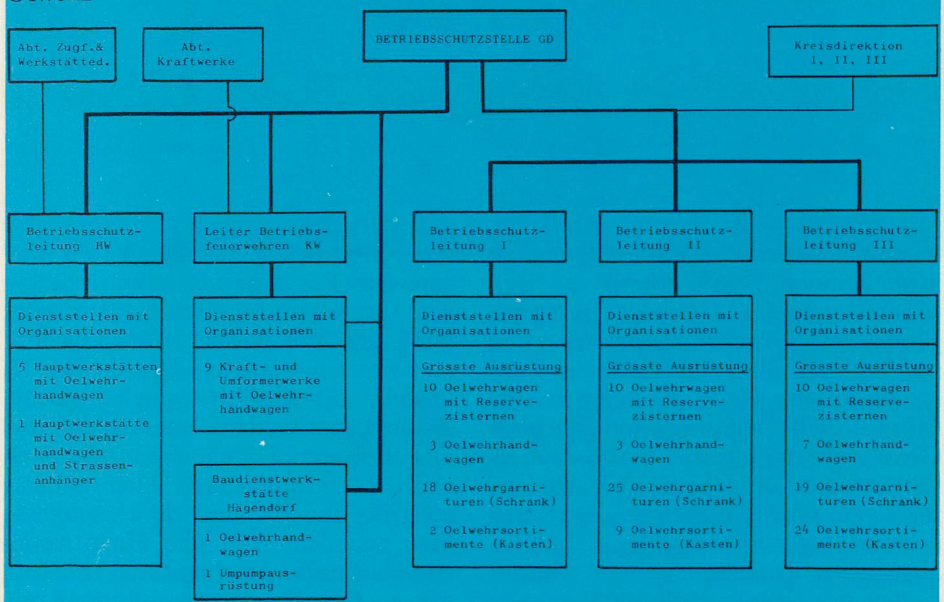 BETRIEBSSCHUTZSTELLE GD
Abt. Zugf.&
Werkstätted.
Abt.
Kraftwerke
Kreisdirektion
I, II, III
Betriebsschutz-
leitung HW
Leiter Betriebs-
feuerwehren KW
Betriebsschutz-
leitung I
Betriebsschutz-
leitung II
Betriebsschutz-
leitung III
Dienststellen mit
Organisationen
5 Hauptwerkstätten
mit Oelwehr-
handwagen
1 Hauptwerkstätte
mit Oelwehr-
handwagen
und Strassen-
anhänger
Dienststellen mit
Organisationen
9 Kraft- und
Umformerwerke
mit Oelwehr-
handwagen
Baudienstwerk-
stätte
Hägendorf
1 Oelwehrhand-
wagen
1 Umpumpaus-
rüstung
Dienststellen mit
Organisationen
Grösste Ausrüstung
10 Oelwehrwagen
mit Reserve-
zisternen
3 Oelwehrhand-
wagen
18 Oelwehrgarni-
turen (Schrank)
2 Oelwehrsorti-
mente (Kasten)
Dienststellen mit
Organisationen
Grösste Ausrüstung
10 Oelwehrwagen
mit Reserve-
zisternen
3 Oelwehrhand-
wagen
25 Oelwehrgarni-
turen (Schrank)
9 Oelwehrsorti-
mente (Kasten)
Dienststellen mit
Organisationen
Grösste Ausrüstung
10 Oelwehrwagen
mit Reserve-
zisternen
7 Oelwehrhand-
wagen
19 Oelwehrgarni-
turen (Schrank)
24 Oelwehrsorti-
mente (Kasten)